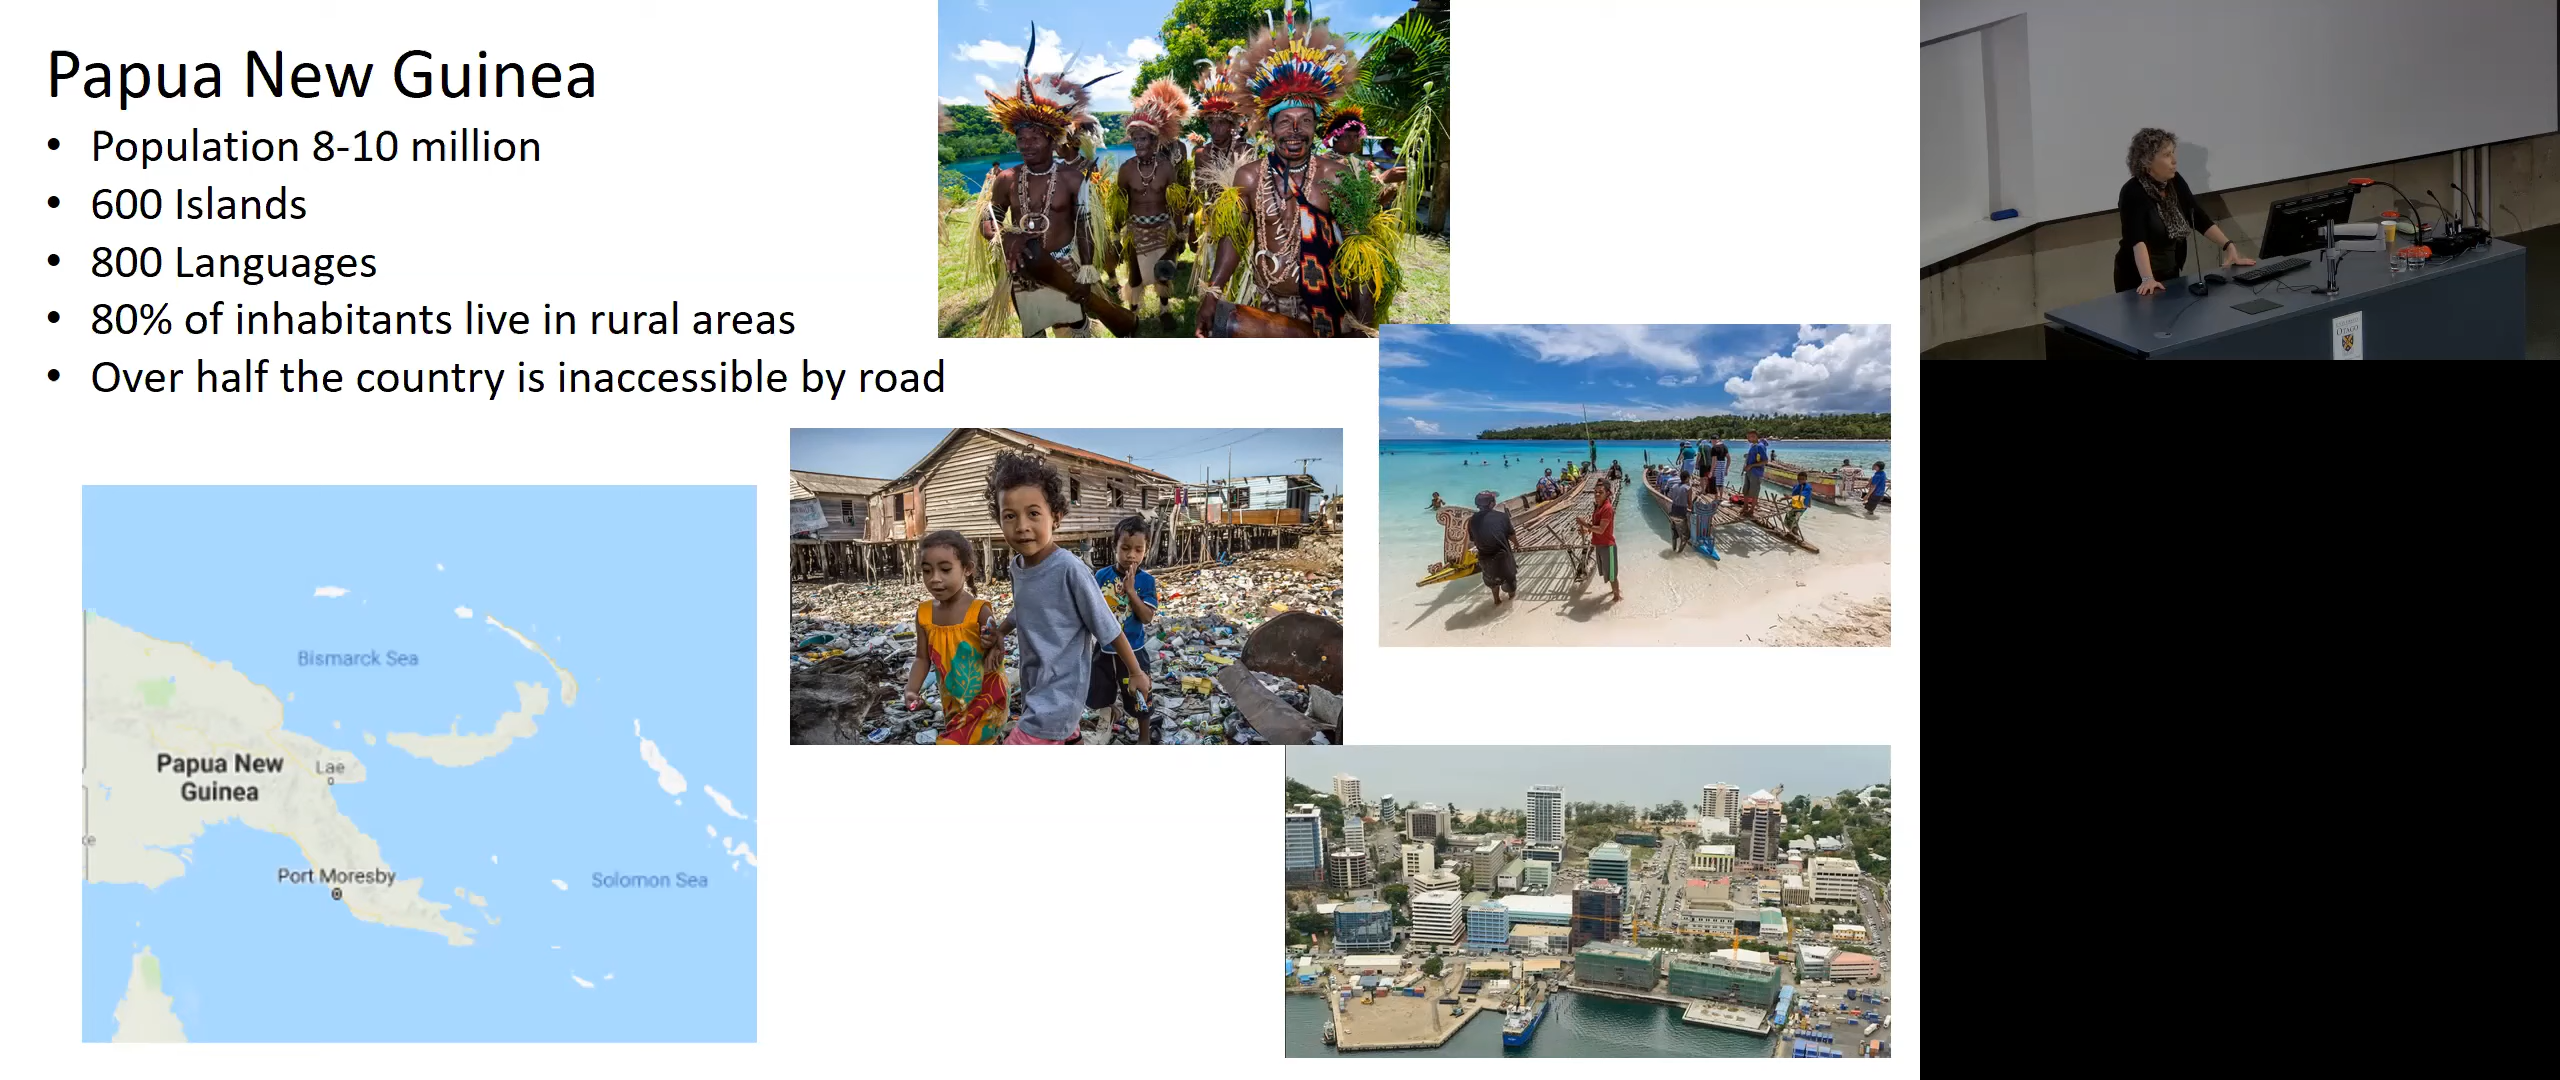 Papua New Guinea
• Population 8-10 million
• 600 Islands
• 800 Languages
• 80% of inhabitants live in rural areas
• Over half the country is inaccessible by road
Bismarck Sea
Papua New
Guinea
Lae
Port Moresby
Solomon Sea
OTAGO